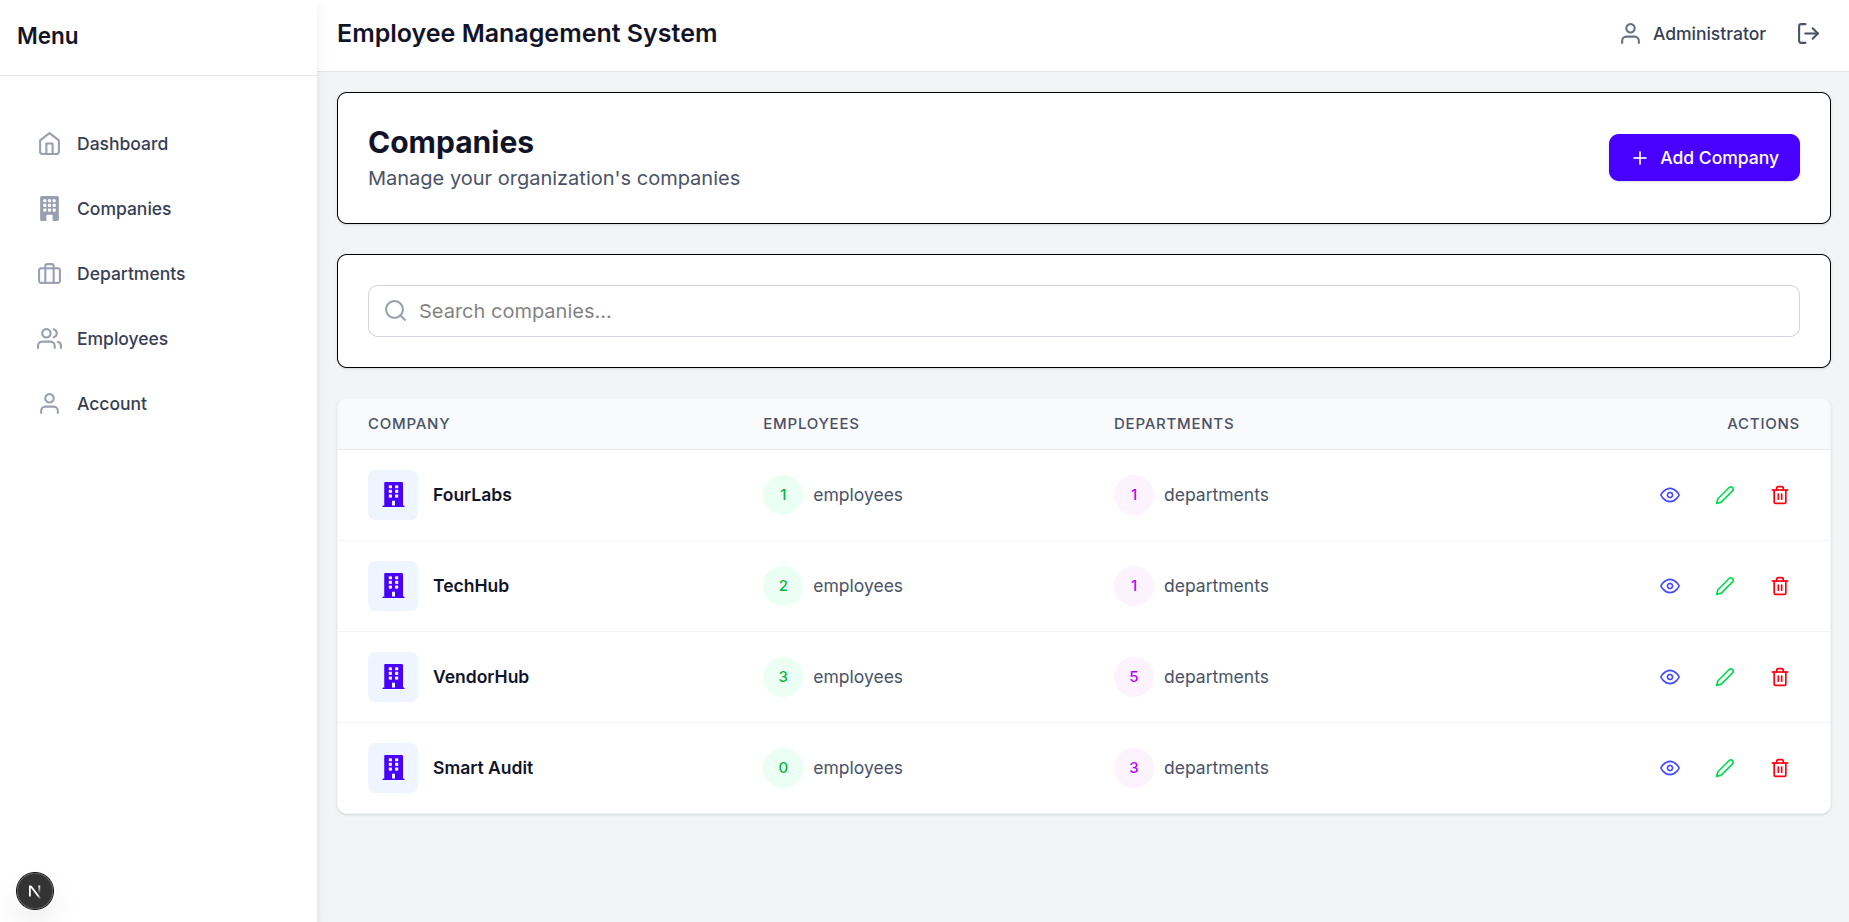 Menu
Employee Management System
Administrator
Dashboard
Companies
Departments
Employees
Account
Companies
Manage your organization's companies
Add Company
Search companies...
COMPANY EMPLOYEES DEPARTMENTS ACTIONS
FourLabs 1 employees 1 departments
TechHub 2 employees 1 departments
VendorHub 3 employees 5 departments
Smart Audit 0 employees 3 departments
N